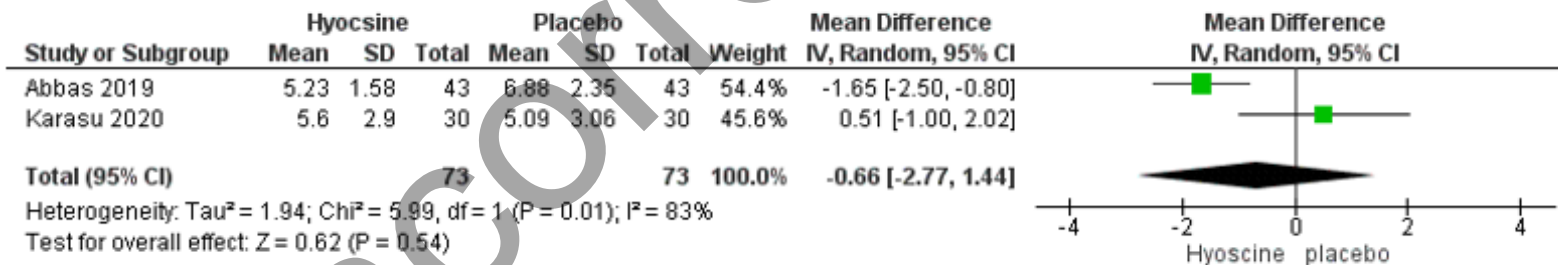 Hyocsine Placebo Mean Difference Mean Difference
Study or Subgroup Mean SD Total Mean SD Total Weight IV, Random, 95% CI IV, Random, 95% CI
Abbas 2019 5.23 1.58 43 6.88 2.35 43 54.4% -1.65 [-2.50, -0.80]
Karasu 2020 5.6 2.9 30 5.09 3.06 30 45.6% 0.51 [-1.00, 2.02]
Total (95% CI) 73 73 100.0% -0.66 [-2.77, 1.44]
Heterogeneity: Tau² = 1.94; Chi² = 5.99, df = 1 (P = 0.01); I² = 83%
Test for overall effect: Z = 0.62 (P = 0.54)
-4 -2 0 2 4
Hyoscine placebo